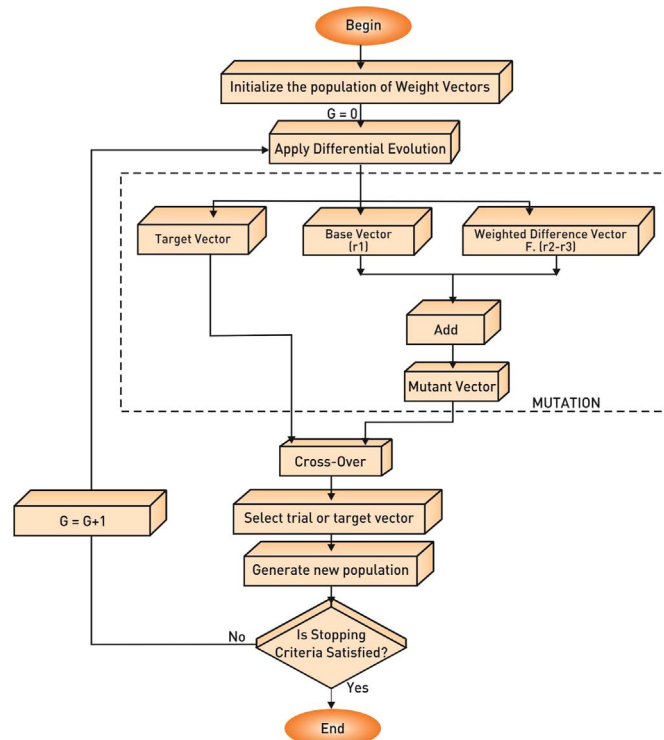 Begin
Initialize the population of Weight Vectors
G = 0
Apply Differential Evolution
Target Vector
Base Vector
(r1)
Weighted Difference Vector
F. (r2-r3)
Add
Mutant Vector
MUTATION
Cross-Over
Select trial or target vector
G = G+1
Generate new population
No
Is Stopping
Criteria Satisfied?
Yes
End